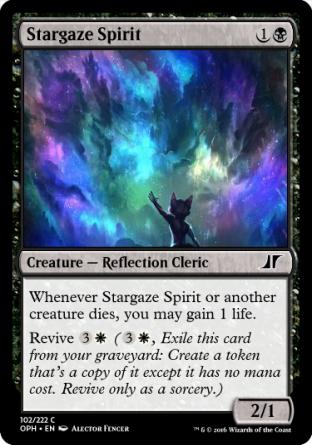 Stargaze Spirit 1
Creature — Reflection Cleric
Whenever Stargaze Spirit or another
creature dies, you may gain 1 life.
Revive 3 ( 3 , Exile this card
from your graveyard: Create a token
that's a copy of it except it has no mana
cost. Revive only as a sorcery.)
2/1
102/222 C
OPH • EN Alector Fencer
™ & © 2016 Wizards of the Coast